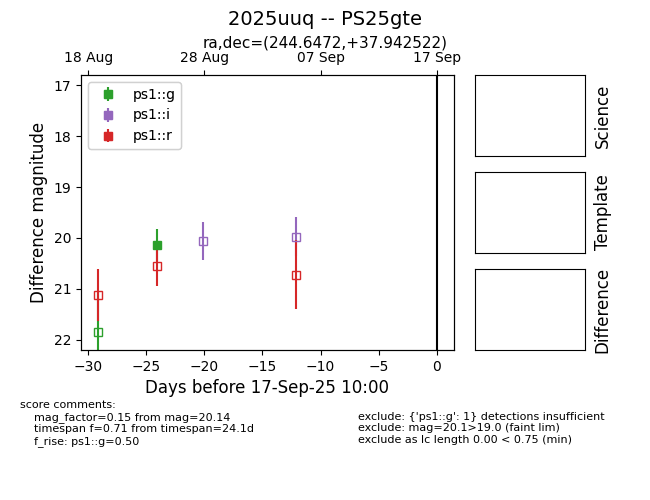 2025uuq -- PS25gte
ra,dec=(244.6472,+37.942522)
18 Aug 28 Aug 07 Sep 17 Sep
17
18
19
20
21
22
Difference magnitude
ps1::g
ps1::i
ps1::r
−30 −25 −20 −15 −10 −5 0
Days before 17-Sep-25 10:00
Science
Template
Difference
score comments:
mag_factor=0.15 from mag=20.14
timespan f=0.71 from timespan=24.1d
f_rise: ps1::g=0.50
exclude: {'ps1::g': 1} detections insufficient
exclude: mag=20.1>19.0 (faint lim)
exclude as lc length 0.00 < 0.75 (min)